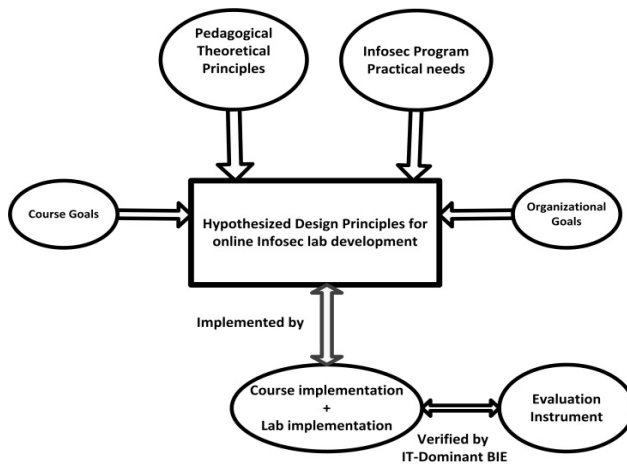 Pedagogical
Theoretical
Principles
Infosec Program
Practical needs
Course Goals
Hypothesized Design Principles for
online Infosec lab development
Organizational
Goals
Implemented by
Course implementation
+
Lab implementation
Evaluation
Instrument
Verified by
IT-Dominant BIE